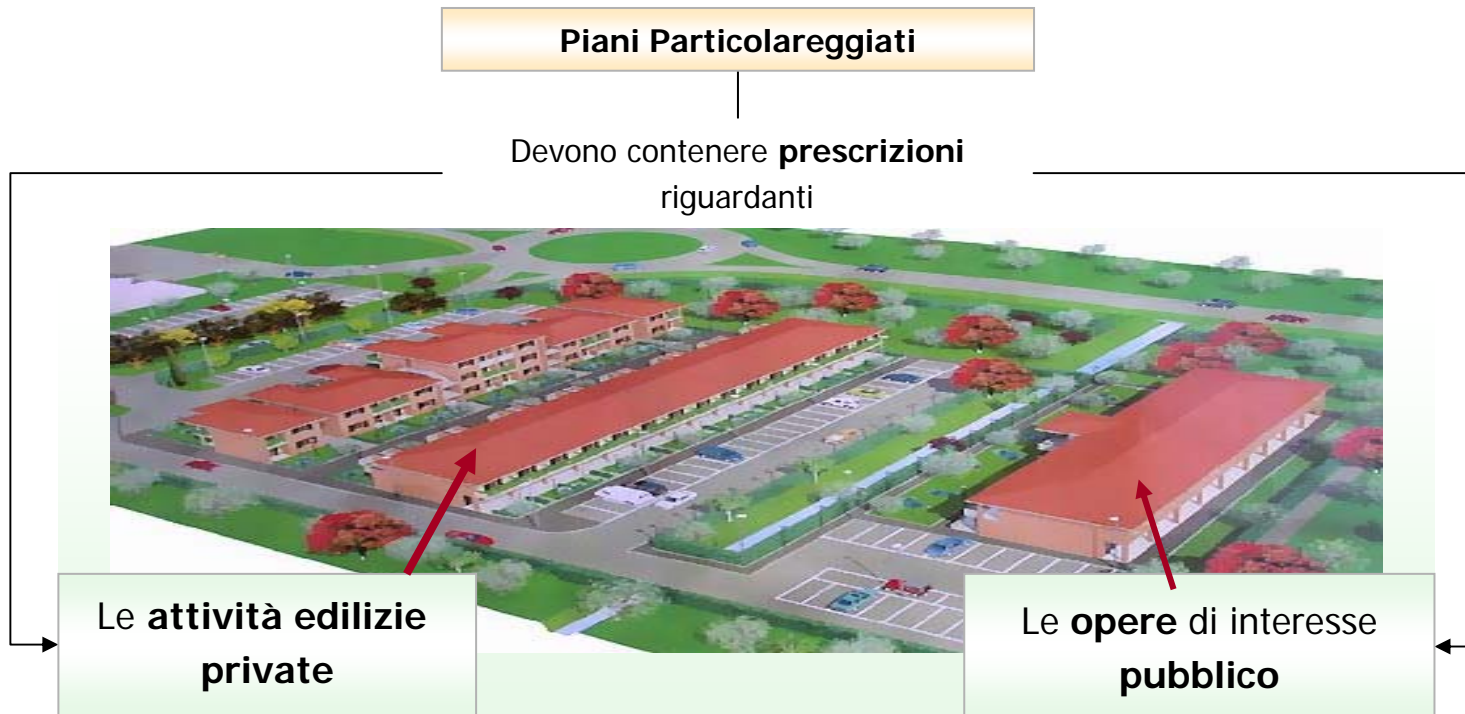 Piani Particolareggiati
Devono contenere prescrizioni
riguardanti
Le attività edilizie
private
Le opere di interesse
pubblico